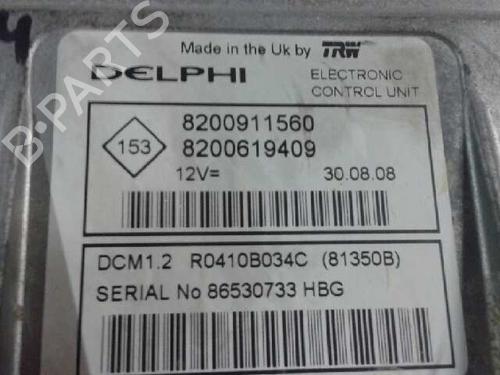 4
B-PARTS
Made in the Uk by TRW
DELPHI
ELECTRONIC
CONTROL UNIT
153
8200911560
8200619409
12V= 30.08.08
DCM1.2 R0410B034C (81350B)
SERIAL No 86530733 HBG